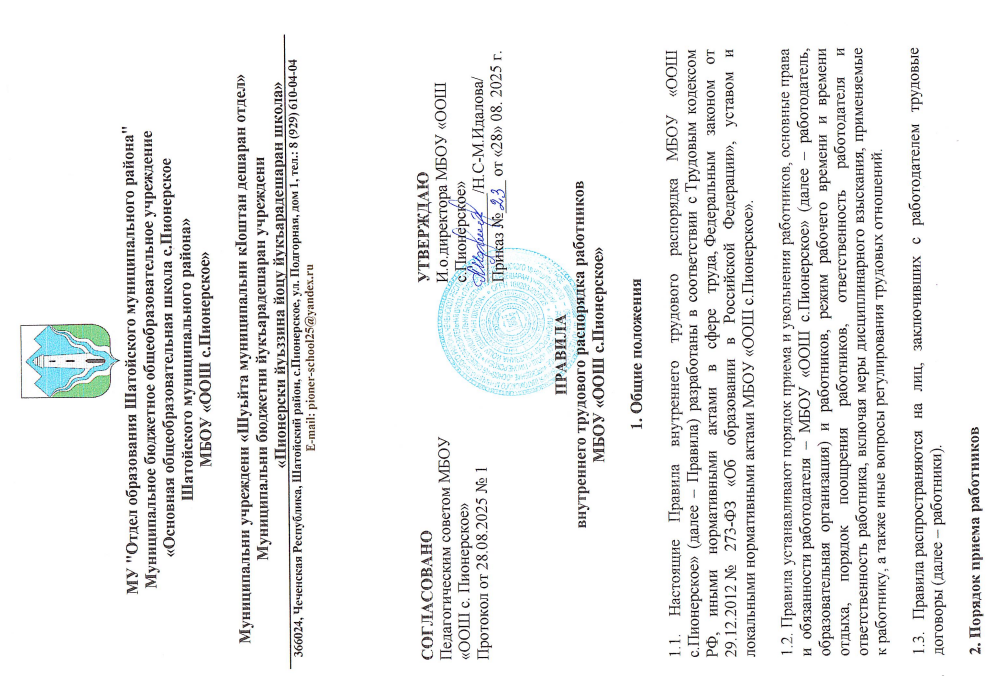 МУ "Отдел образования Шатойского муниципального района"
Муниципальное бюджетное общеобразовательное учреждение
«Основная общеобразовательная школа с.Пионерское
Шатойского муниципального района»
МБОУ «ООШ с.Пионерское»
Муниципальни учреждени «Шуьйта муниципальни кӀоштан дешаран отдел»
Муниципальни бюджетни йукъарадешаран учреждени
«Пионерски йуьззина йоцу йукъарадешаран школа»
366024, Чеченская Республика, Шатойский район, с.Пионерское, ул. Подгорная, дом 1, тел.: 8 (929) 610-04-04
E-mail: pioner-school25@yandex.ru
СОГЛАСОВАНО
Педагогическим советом МБОУ
«ООШ с. Пионерское»
Протокол от 28.08.2025 № 1
УТВЕРЖДАЮ
И.о.директора МБОУ «ООШ
с.Пионерское»
/Н.С-М.Идалова/
Приказ № 23 от «28» 08. 2025 г.
ПРАВИЛА
внутреннего трудового распорядка работников
МБОУ «ООШ с.Пионерское»
1. Общие положения
1.1. Настоящие Правила внутреннего трудового распорядка МБОУ «ООШ
с.Пионерское» (далее – Правила) разработаны в соответствии с Трудовым кодексом
РФ, иными нормативными актами в сфере труда, Федеральным законом от
29.12.2012 № 273-ФЗ «Об образовании в Российской Федерации», уставом и
локальными нормативными актами МБОУ «ООШ с.Пионерское».
1.2. Правила устанавливают порядок приема и увольнения работников, основные права
и обязанности работодателя – МБОУ «ООШ с.Пионерское» (далее – работодатель,
образовательная организация) и работников, режим рабочего времени и времени
отдыха, порядок поощрения работников, ответственность работодателя и
ответственность работника, включая меры дисциплинарного взыскания, применяемые
к работнику, а также иные вопросы регулирования трудовых отношений.
1.3. Правила распространяются на лиц, заключивших с работодателем трудовые
договоры (далее – работники).
2. Порядок приема работников